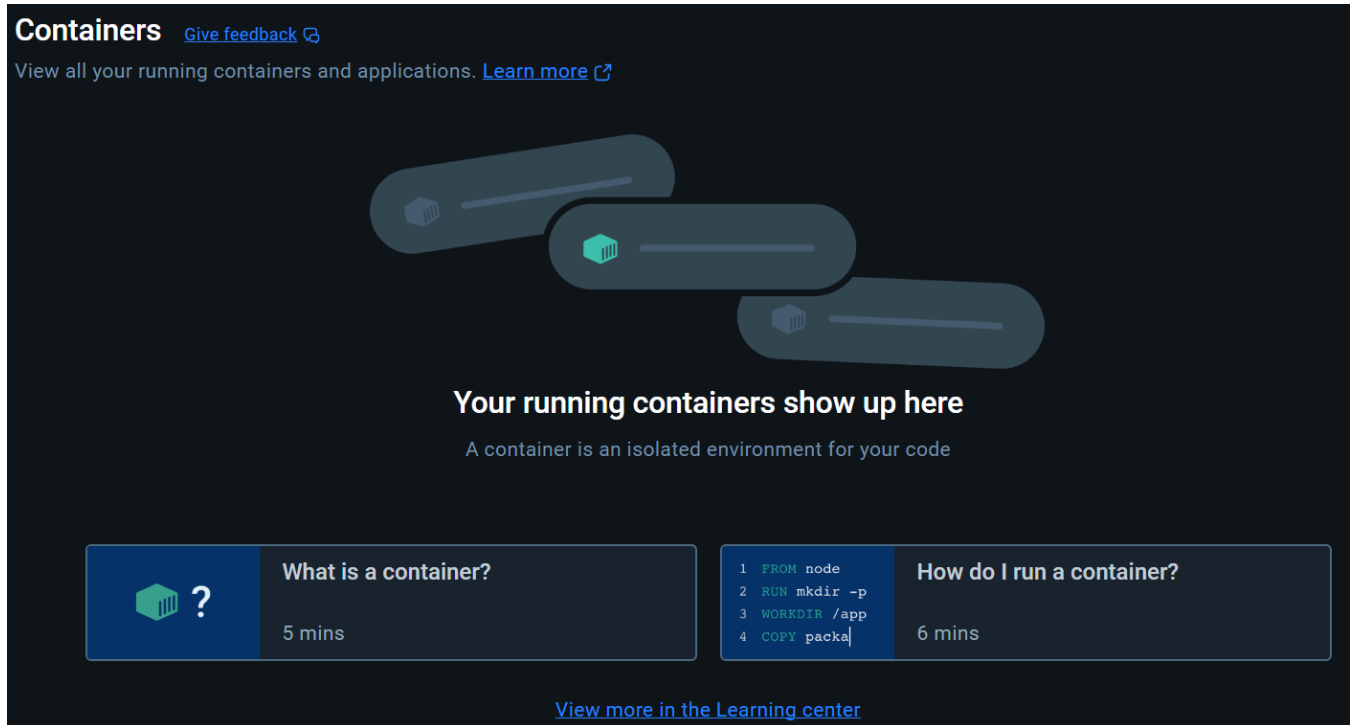 Containers Give feedback
View all your running containers and applications. Learn more
Your running containers show up here
A container is an isolated environment for your code
?
What is a container?
5 mins
1 FROM node
2 RUN mkdir -p
3 WORKDIR /app
4 COPY packa
How do I run a container?
6 mins
View more in the Learning center